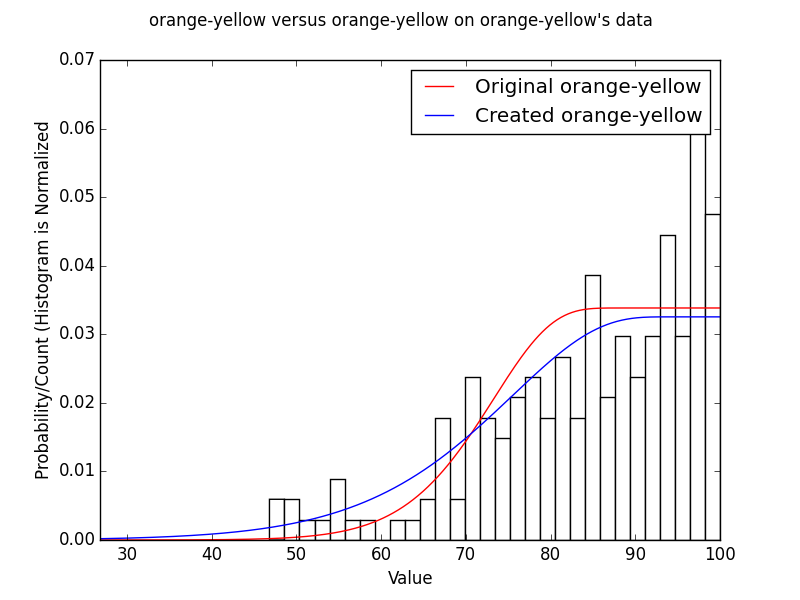 orange-yellow versus orange-yellow on orange-yellow's data
Original orange-yellow
Created orange-yellow
Probability/Count (Histogram is Normalized
0.07
0.06
0.05
0.04
0.03
0.02
0.01
0.00
30 40 50 60 70 80 90 100
Value